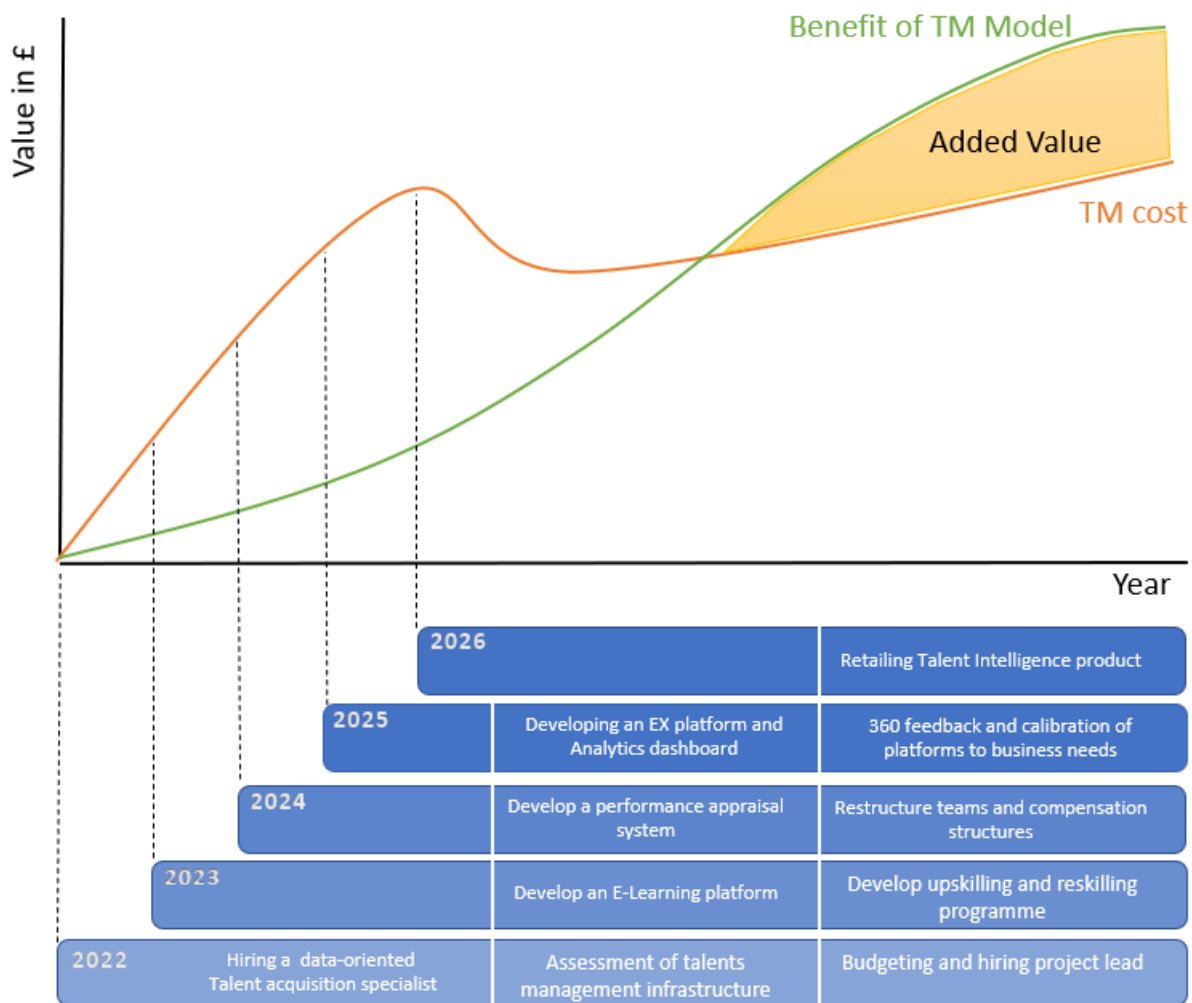 Benefit of TM Model
Value in £
Added Value
TM cost
Year
2026
Retailing Talent Intelligence product
2025
Developing an EX platform and
Analytics dashboard
360 feedback and calibration of
platforms to business needs
2024
Develop a performance appraisal
system
Restructure teams and compensation
structures
2023
Develop an E-Learning platform
Develop upskilling and reskilling
programme
2022
Hiring a data-oriented
Talent acquisition specialist
Assessment of talents
management infrastructure
Budgeting and hiring project lead